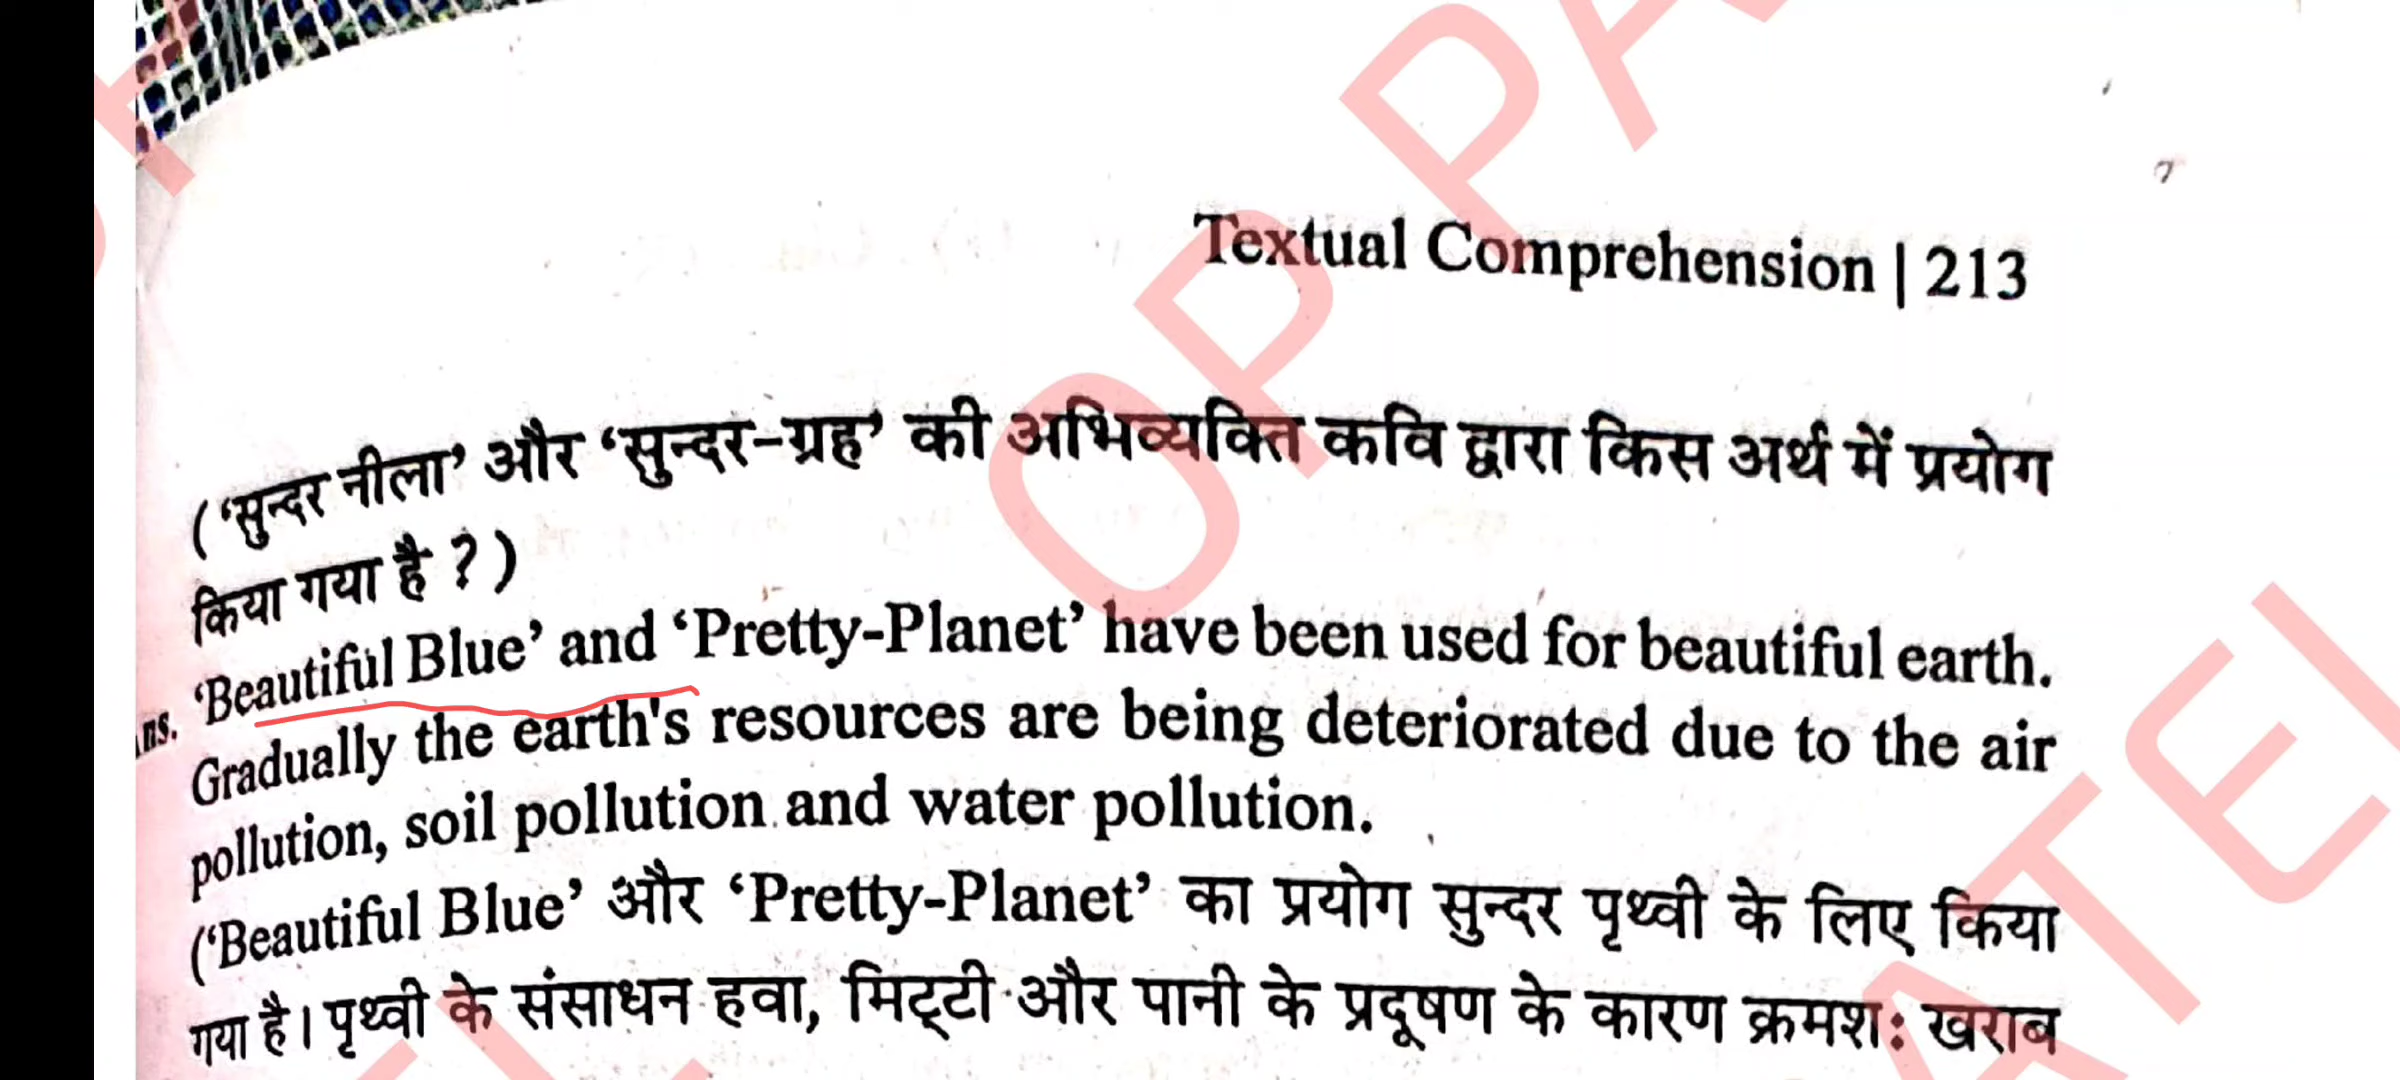 Textual Comprehension | 213
('सुन्दर नीला' और 'सुन्दर-ग्रह' की अभिव्यक्ति कवि द्वारा किस अर्थ में प्रयोग
किया गया है ? )
ns. 'Beautiful Blue' and 'Pretty-Planet' have been used for beautiful earth.
Gradually the earth's resources are being deteriorated due to the air
pollution, soil pollution and water pollution.
('Beautiful Blue' और 'Pretty-Planet' का प्रयोग सुन्दर पृथ्वी के लिए किया
गया है। पृथ्वी के संसाधन हवा, मिट्टी और पानी के प्रदूषण के कारण क्रमशः खराब
OP PATEL